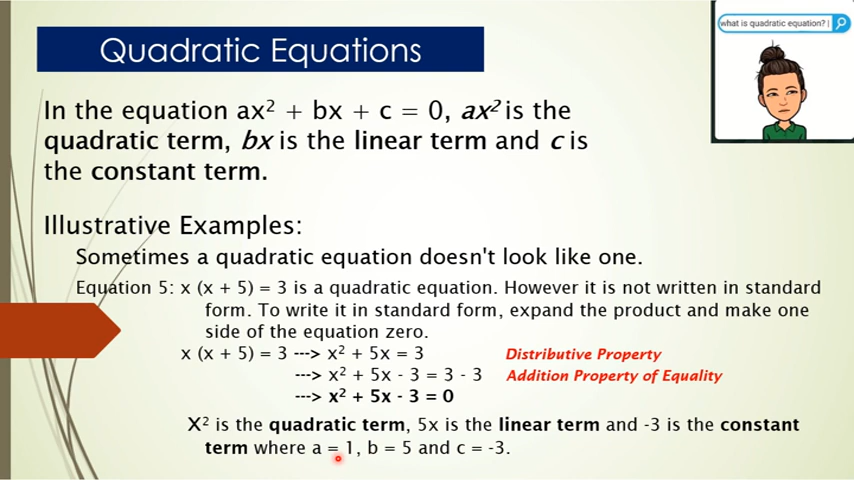 Quadratic Equations
what is quadratic equation?
In the equation ax² + bx + c = 0, ax² is the
quadratic term, bx is the linear term and c is
the constant term.
Illustrative Examples:
Sometimes a quadratic equation doesn't look like one.
Equation 5: x (x + 5) = 3 is a quadratic equation. However it is not written in standard
form. To write it in standard form, expand the product and make one
side of the equation zero.
x (x + 5) = 3 ---> x² + 5x = 3 Distributive Property
---> x² + 5x - 3 = 3 - 3 Addition Property of Equality
---> x² + 5x - 3 = 0
X² is the quadratic term, 5x is the linear term and -3 is the constant
term where a = 1, b = 5 and c = -3.